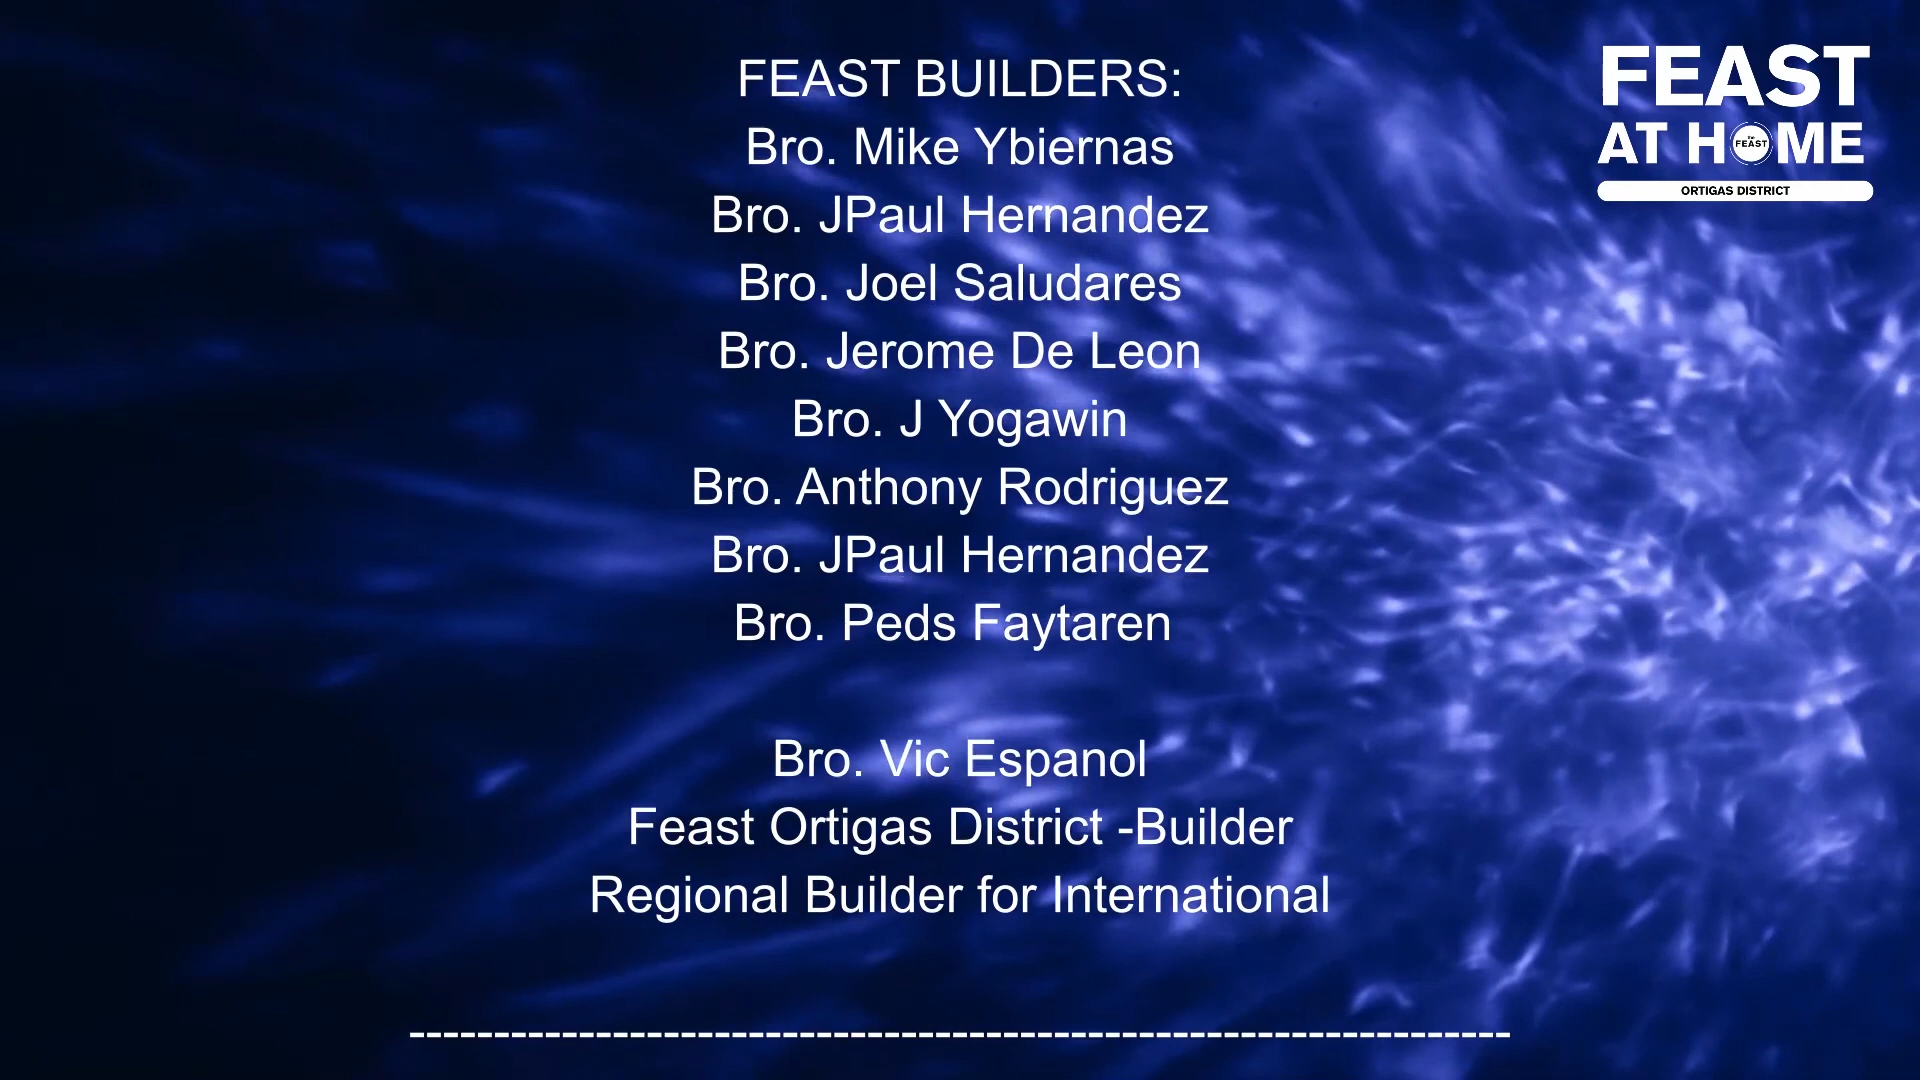 FEAST BUILDERS:
Bro. Mike Ybiernas
Bro. JPaul Hernandez
Bro. Joel Saludares
Bro. Jerome De Leon
Bro. J Yogawin
Bro. Anthony Rodriguez
Bro. JPaul Hernandez
Bro. Peds Faytaren
Bro. Vic Espanol
Feast Ortigas District -Builder
Regional Builder for International
-----------------------------------------------------------------
FEAST
AT HOME
the FEAST
ORTIGAS DISTRICT